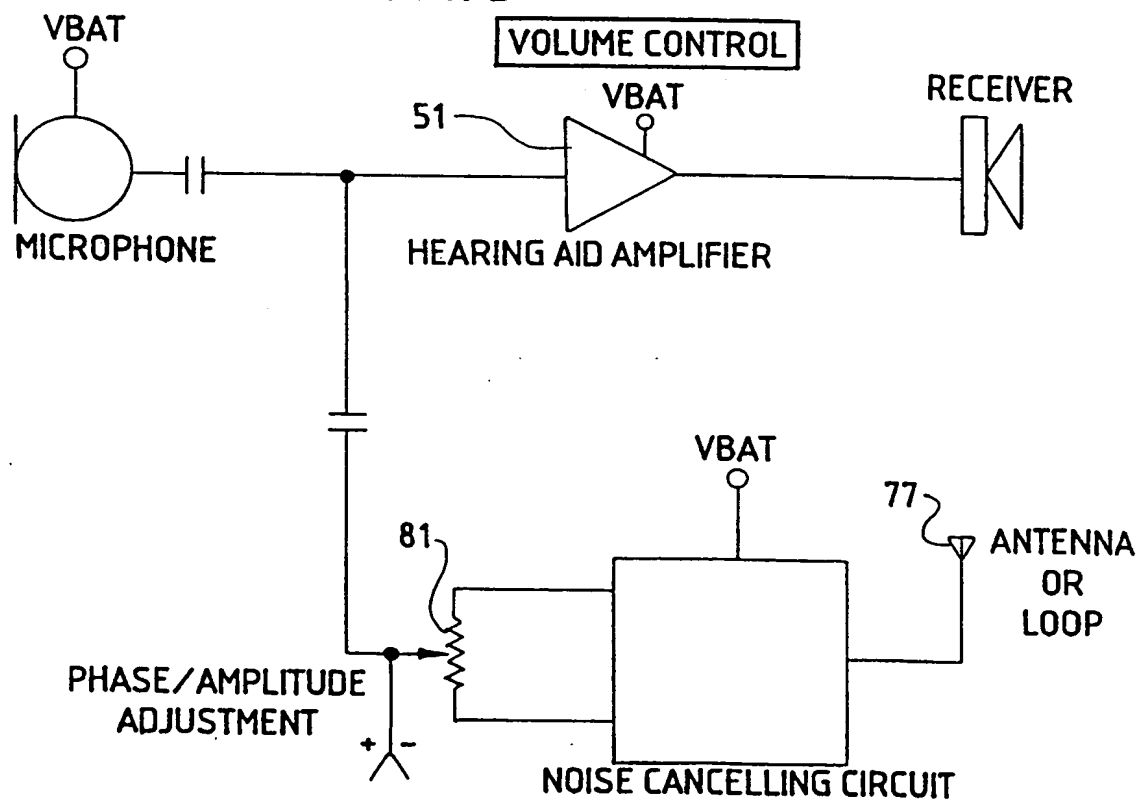 VBAT
VOLUME CONTROL
51
VBAT
RECEIVER
MICROPHONE
HEARING AID AMPLIFIER
VBAT
77
ANTENNA
OR
LOOP
81
PHASE/AMPLITUDE
ADJUSTMENT
+ -
NOISE CANCELLING CIRCUIT